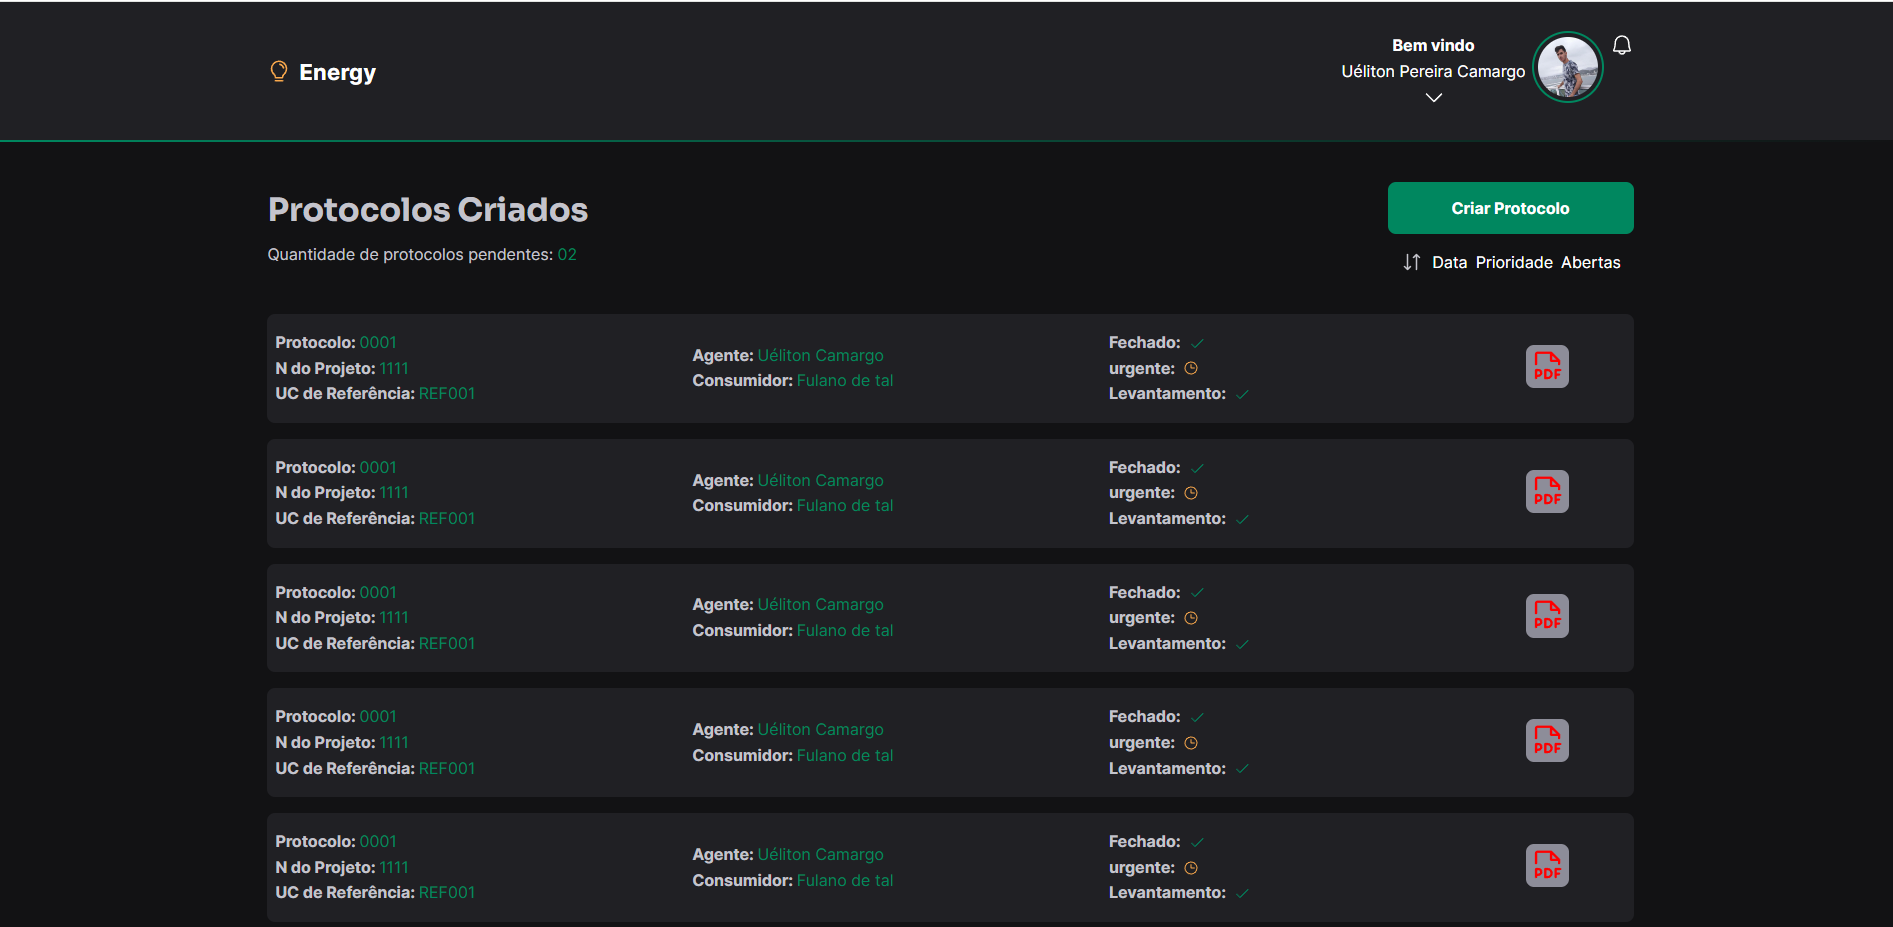 Energy
Bem vindo
Uéliton Pereira Camargo
Protocolos Criados
Quantidade de protocolos pendentes: 02
Criar Protocolo
Data Prioridade Abertas
Protocolo: 0001
N do Projeto: 1111
UC de Referência: REF001
Agente: Uéliton Camargo
Consumidor: Fulano de tal
Fechado:
urgente:
Levantamento:
PDF
Protocolo: 0001
N do Projeto: 1111
UC de Referência: REF001
Agente: Uéliton Camargo
Consumidor: Fulano de tal
Fechado:
urgente:
Levantamento:
PDF
Protocolo: 0001
N do Projeto: 1111
UC de Referência: REF001
Agente: Uéliton Camargo
Consumidor: Fulano de tal
Fechado:
urgente:
Levantamento:
PDF
Protocolo: 0001
N do Projeto: 1111
UC de Referência: REF001
Agente: Uéliton Camargo
Consumidor: Fulano de tal
Fechado:
urgente:
Levantamento:
PDF
Protocolo: 0001
N do Projeto: 1111
UC de Referência: REF001
Agente: Uéliton Camargo
Consumidor: Fulano de tal
Fechado:
urgente:
Levantamento:
PDF